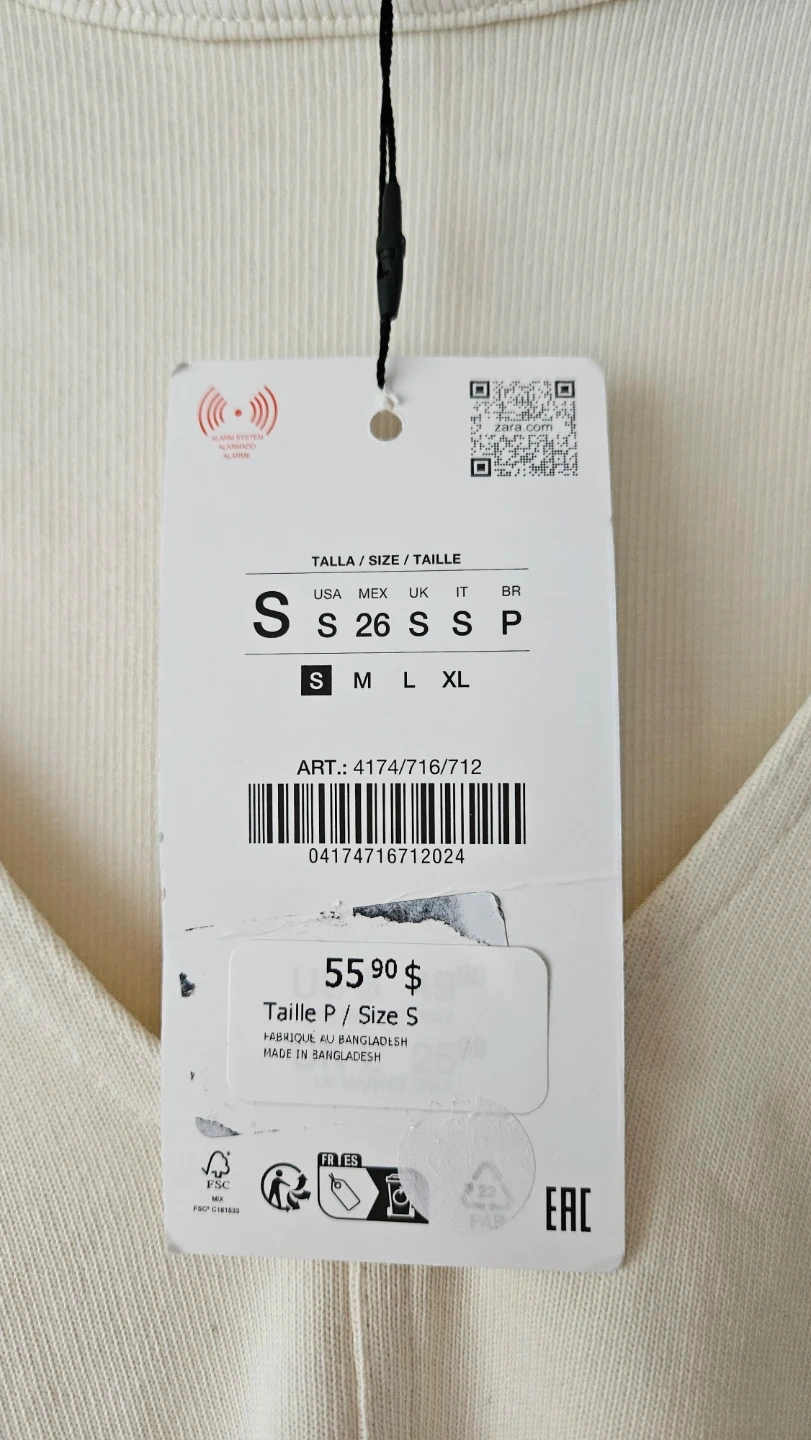 ALARM SYSTEM
ALARMADO
ALARME
zara.com
TALLA / SIZE / TAILLE
USA MEX UK IT BR
S S 26 S S P
S M L XL
ART.: 4174/716/712
04174716712024
55 90 $
Taille P / Size S
FABRIQUÉ AU BANGLADESH
MADE IN BANGLADESH
FSC
MIX
FSC® C181533
FR ES
22
PAP
EAC